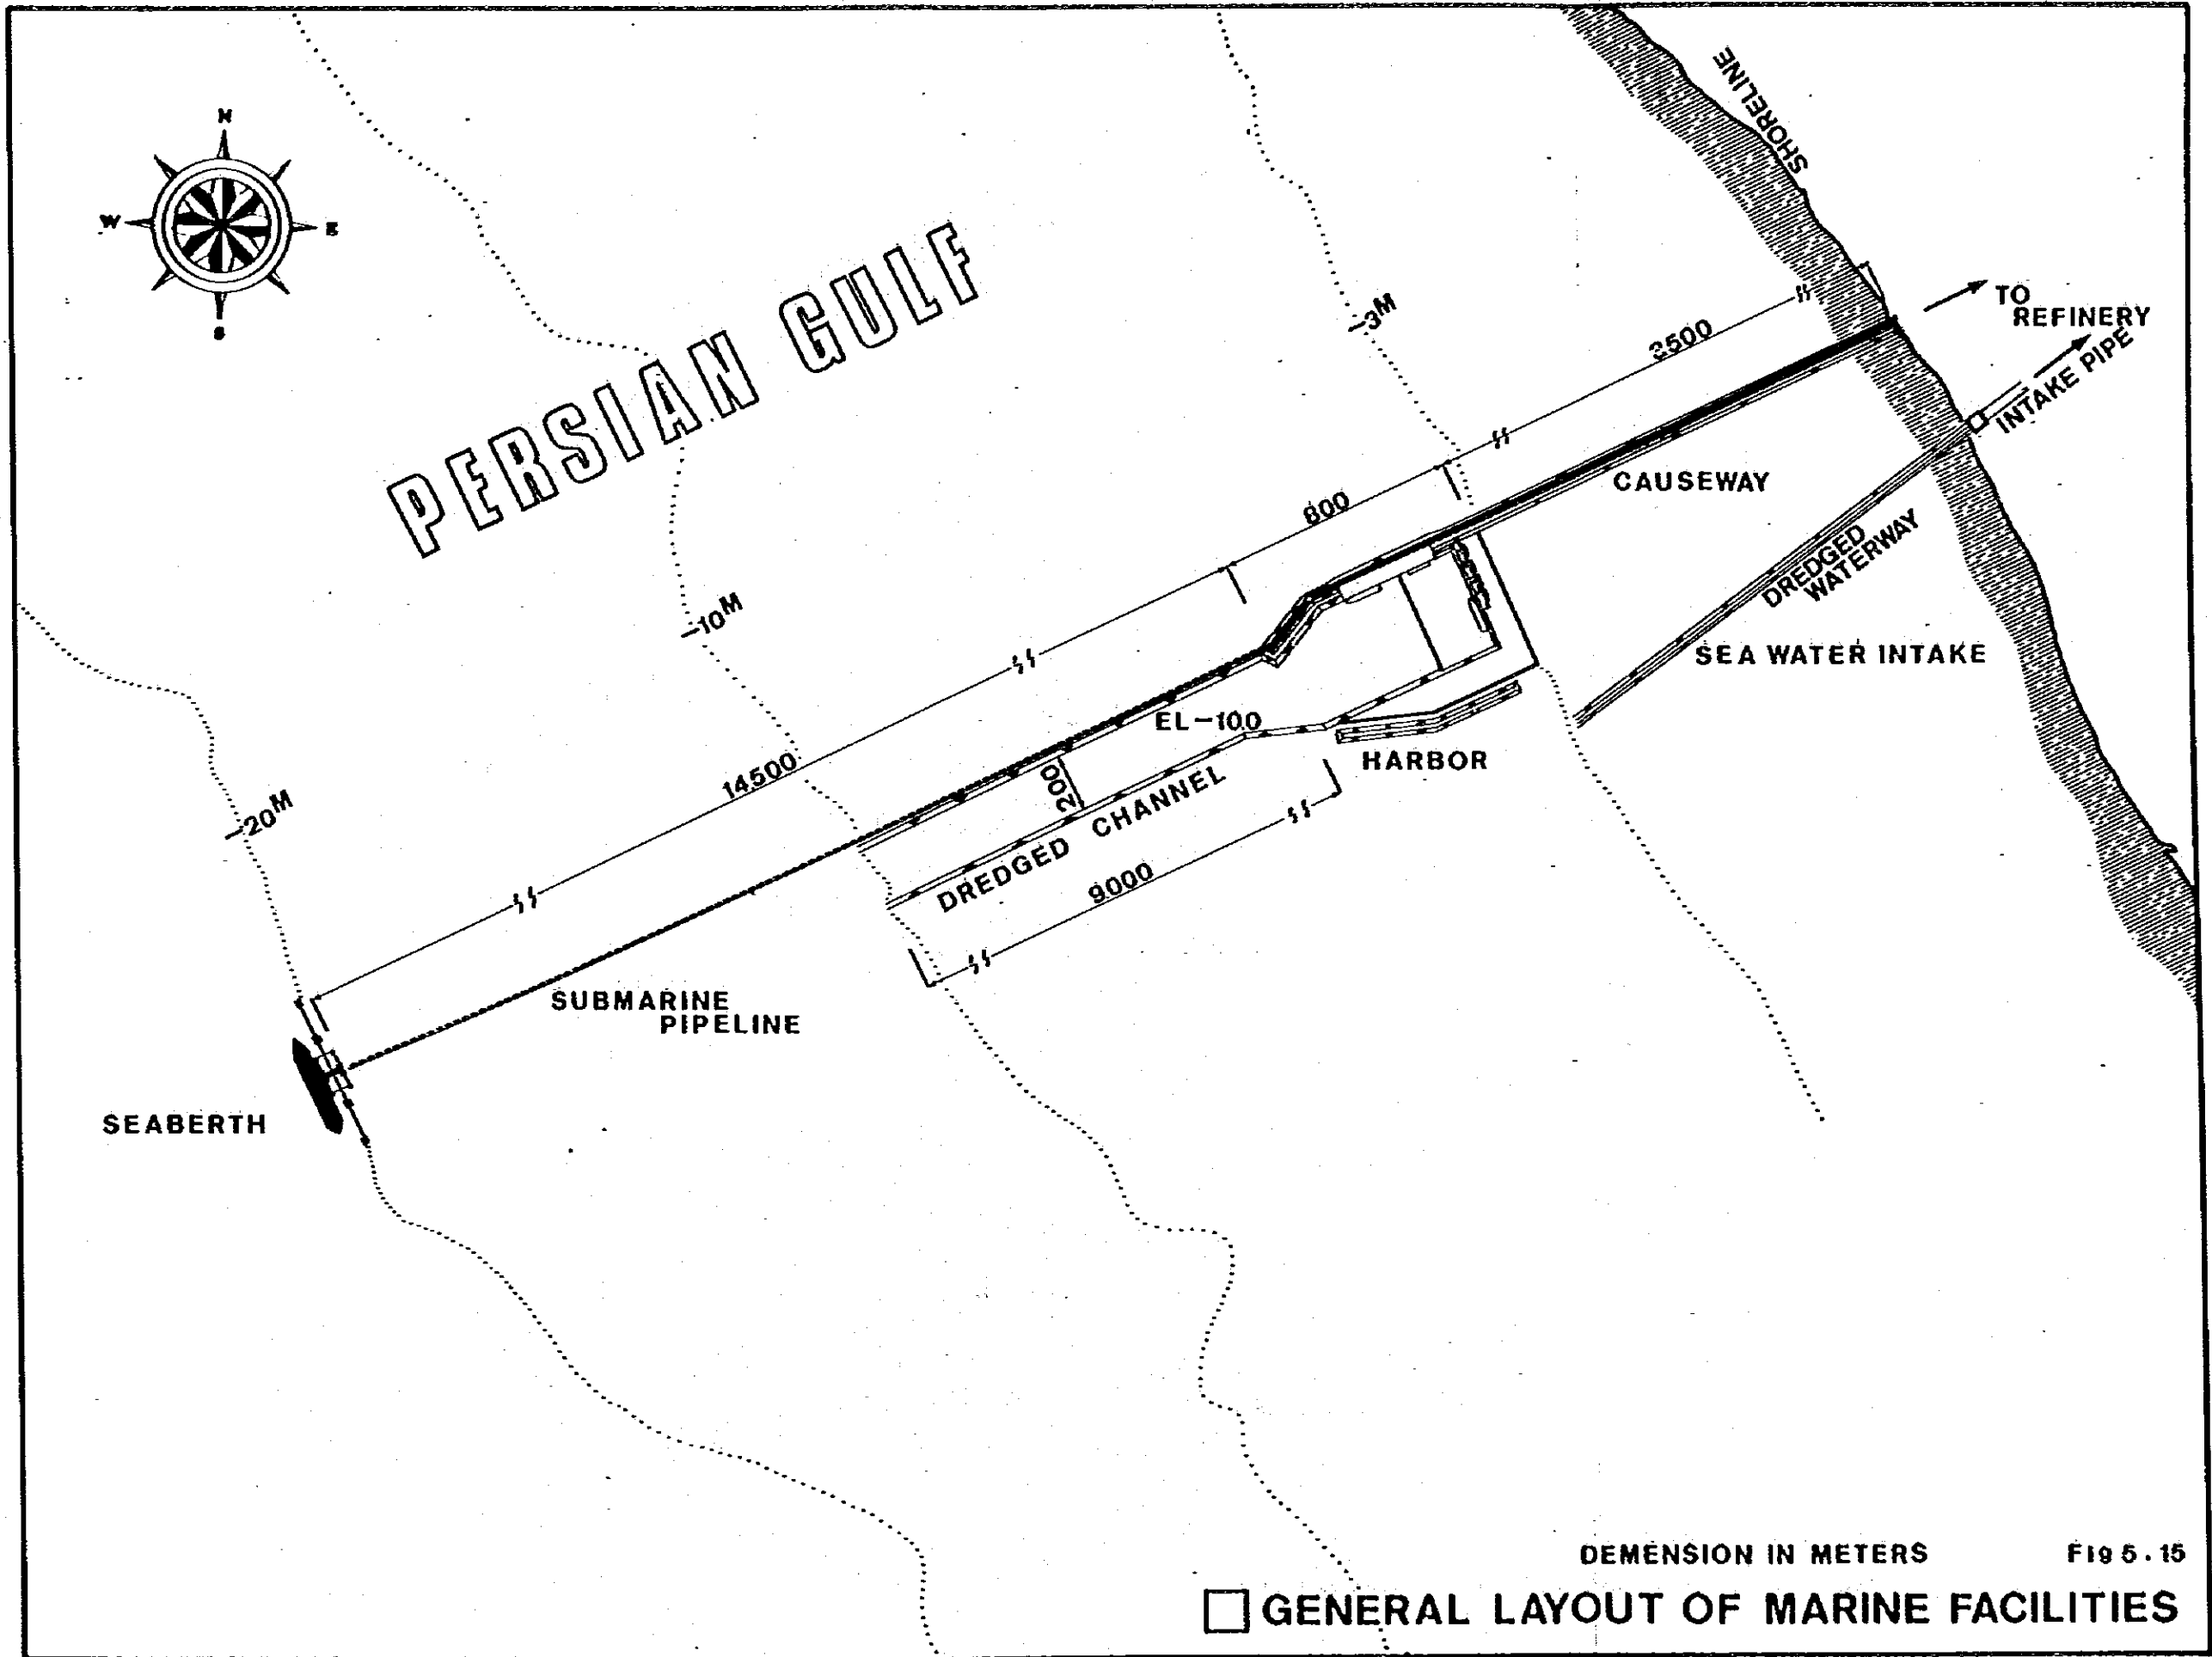 N
W
E
S
PERSIAN GULF
SHORELINE
TO
REFINERY
INTAKE PIPE
-3M
800
CAUSEWAY
DREDGED
WATERWAY
SEA WATER INTAKE
-10M
EL-10.0
HARBOR
14,500
200
DREDGED CHANNEL
9000
-20M
SUBMARINE
PIPELINE
SEABERTH
DEMENSION IN METERS
Fig 5.15
GENERAL LAYOUT OF MARINE FACILITIES